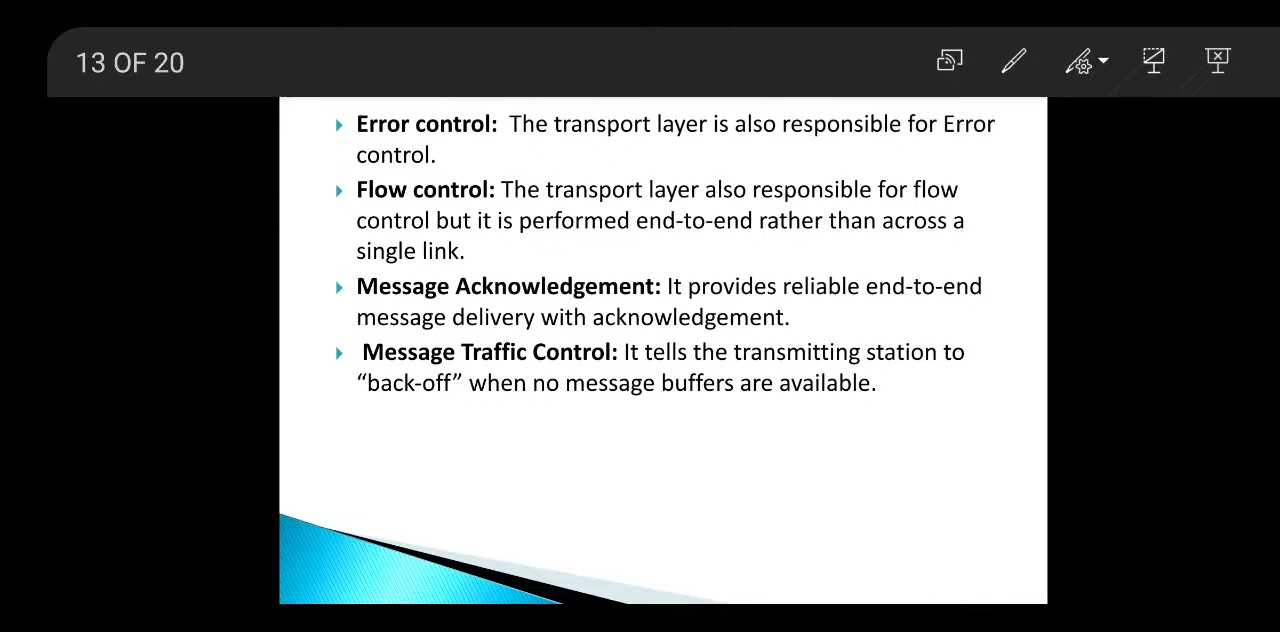 13 OF 20
Error control: The transport layer is also responsible for Error
control.
Flow control: The transport layer also responsible for flow
control but it is performed end-to-end rather than across a
single link.
Message Acknowledgement: It provides reliable end-to-end
message delivery with acknowledgement.
Message Traffic Control: It tells the transmitting station to
“back-off” when no message buffers are available.